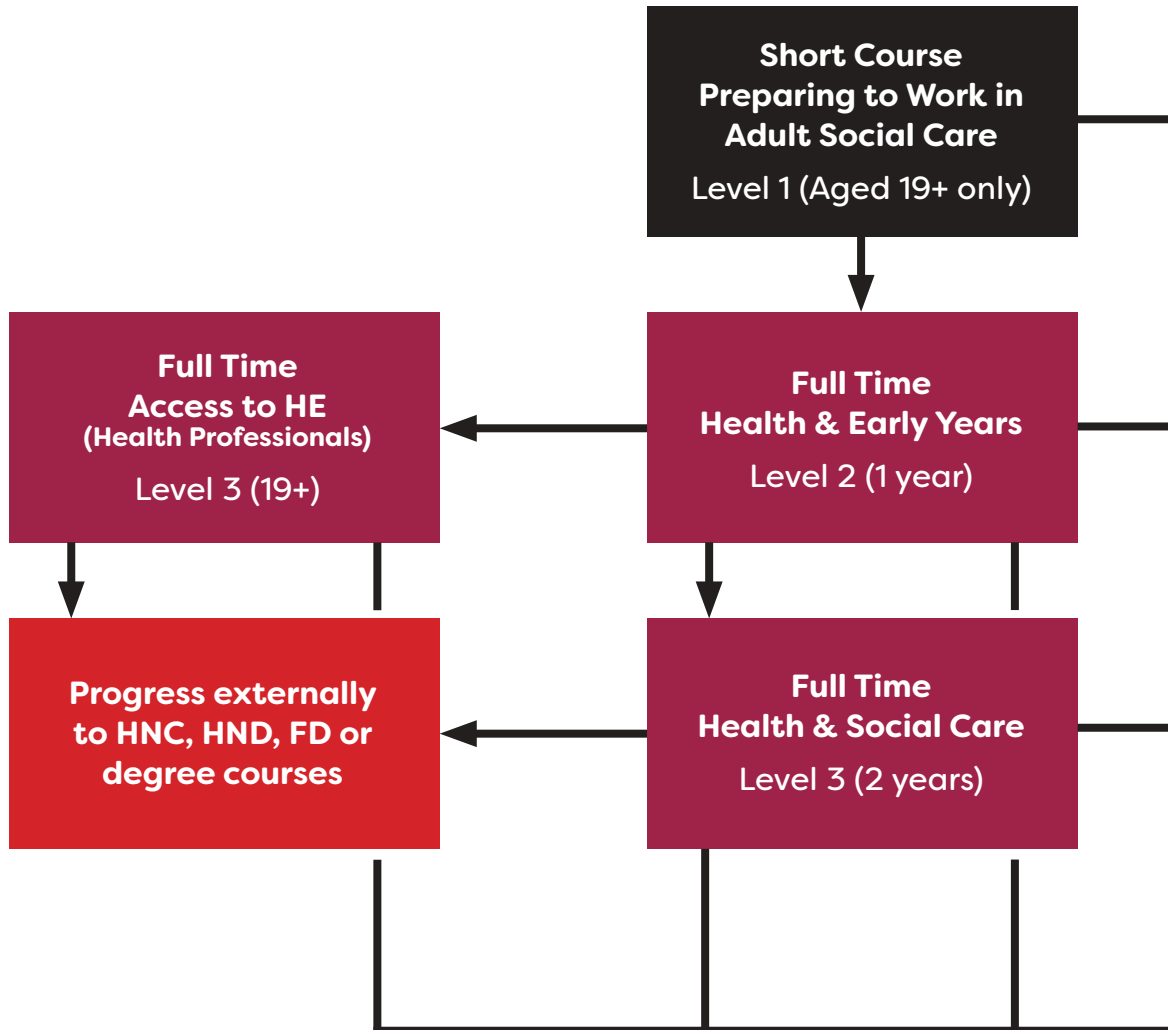 Short Course
Preparing to Work in
Adult Social Care
Level 1 (Aged 19+ only)
Full Time
Access to HE
(Health Professionals)
Level 3 (19+)
Full Time
Health & Early Years
Level 2 (1 year)
Progress externally
to HNC, HND, FD or
degree courses
Full Time
Health & Social Care
Level 3 (2 years)